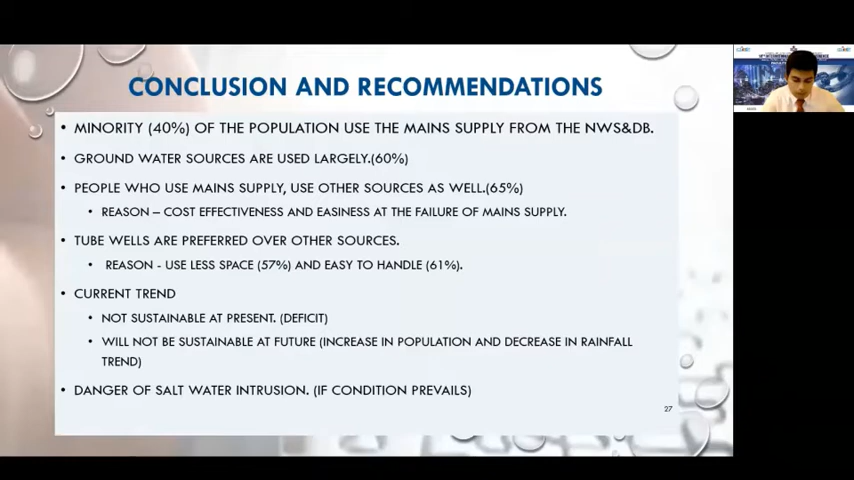 CONCLUSION AND RECOMMENDATIONS
• MINORITY (40%) OF THE POPULATION USE THE MAINS SUPPLY FROM THE NWS&DB.
• GROUND WATER SOURCES ARE USED LARGELY.(60%)
• PEOPLE WHO USE MAINS SUPPLY, USE OTHER SOURCES AS WELL.(65%)
• REASON – COST EFFECTIVENESS AND EASINESS AT THE FAILURE OF MAINS SUPPLY.
• TUBE WELLS ARE PREFERRED OVER OTHER SOURCES.
• REASON - USE LESS SPACE (57%) AND EASY TO HANDLE (61%).
• CURRENT TREND
• NOT SUSTAINABLE AT PRESENT. (DEFICIT)
• WILL NOT BE SUSTAINABLE AT FUTURE (INCREASE IN POPULATION AND DECREASE IN RAINFALL
TREND)
• DANGER OF SALT WATER INTRUSION. (IF CONDITION PREVAILS)
27